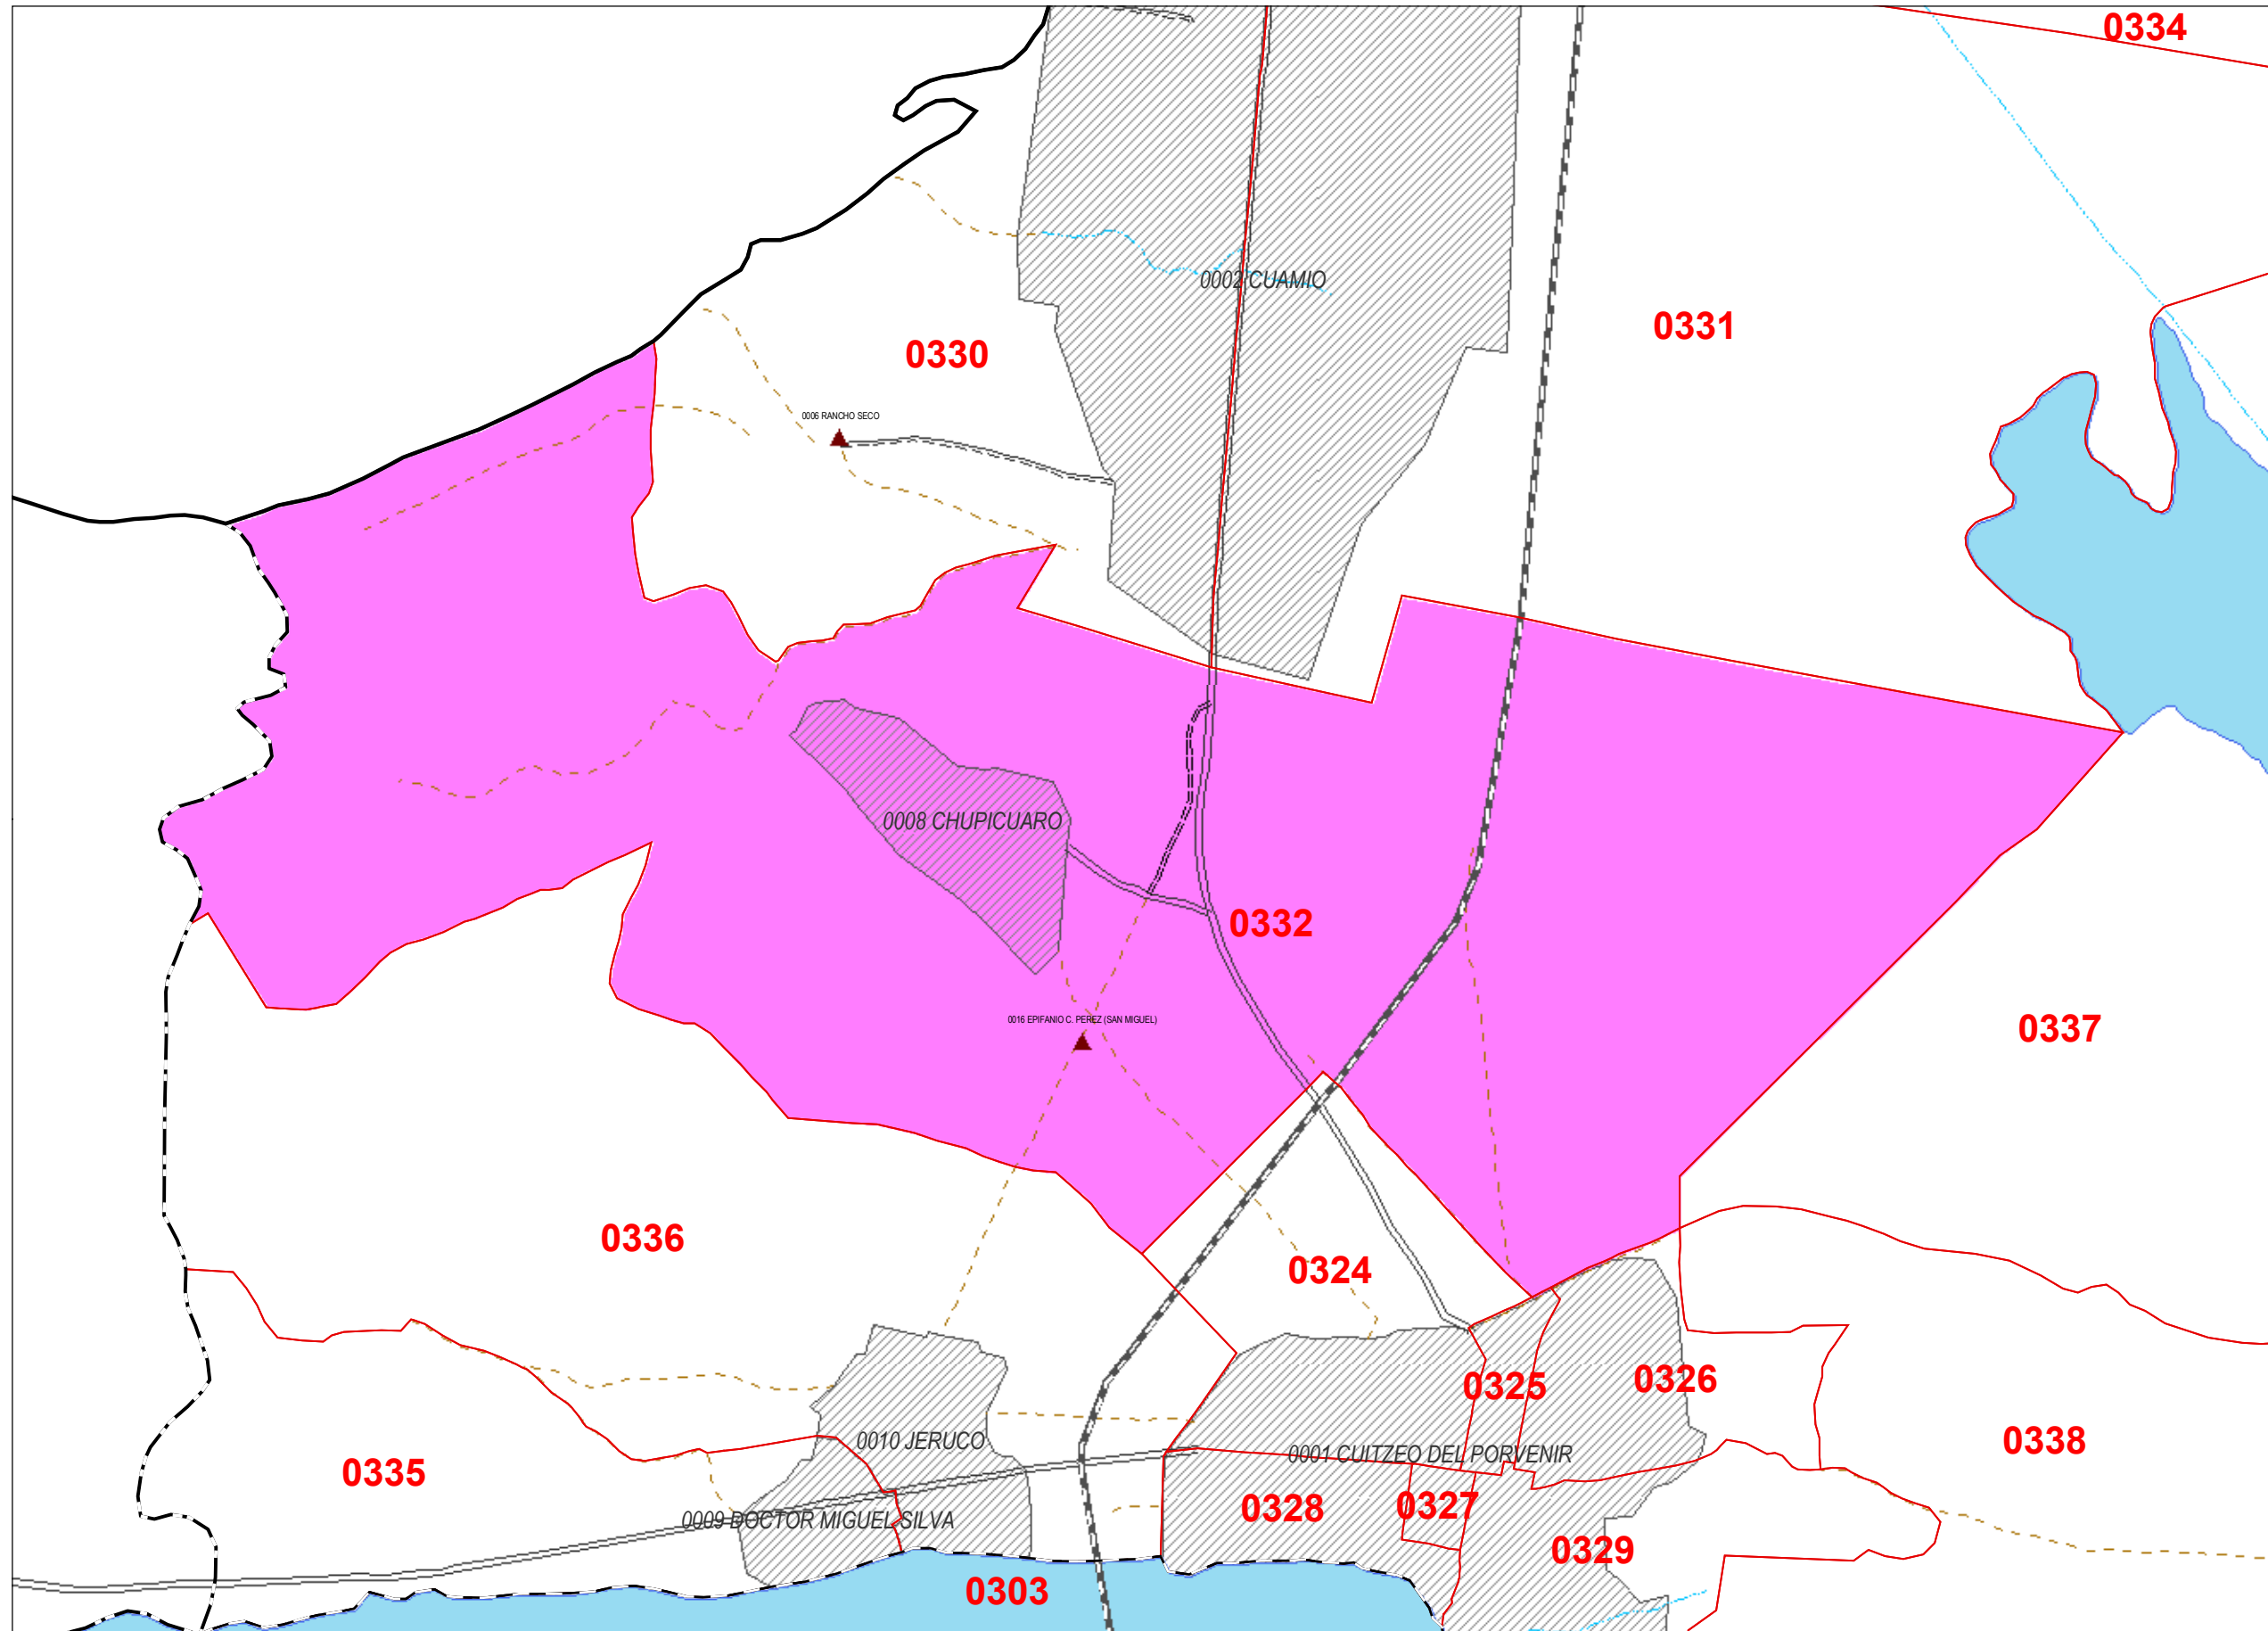 0334
0002 CUAMIO
0331
0330
0006 RANCHO SECO
0008 CHUPICUARO
0332
0016 EPIFANIO C. PEREZ (SAN MIGUEL)
0337
0336
0324
0325
0326
0010 JERUCO
0001 CUITZEO DEL PORVENIR
0338
0335
0328
0327
0009 DOCTOR MIGUEL SILVA
0329
0303